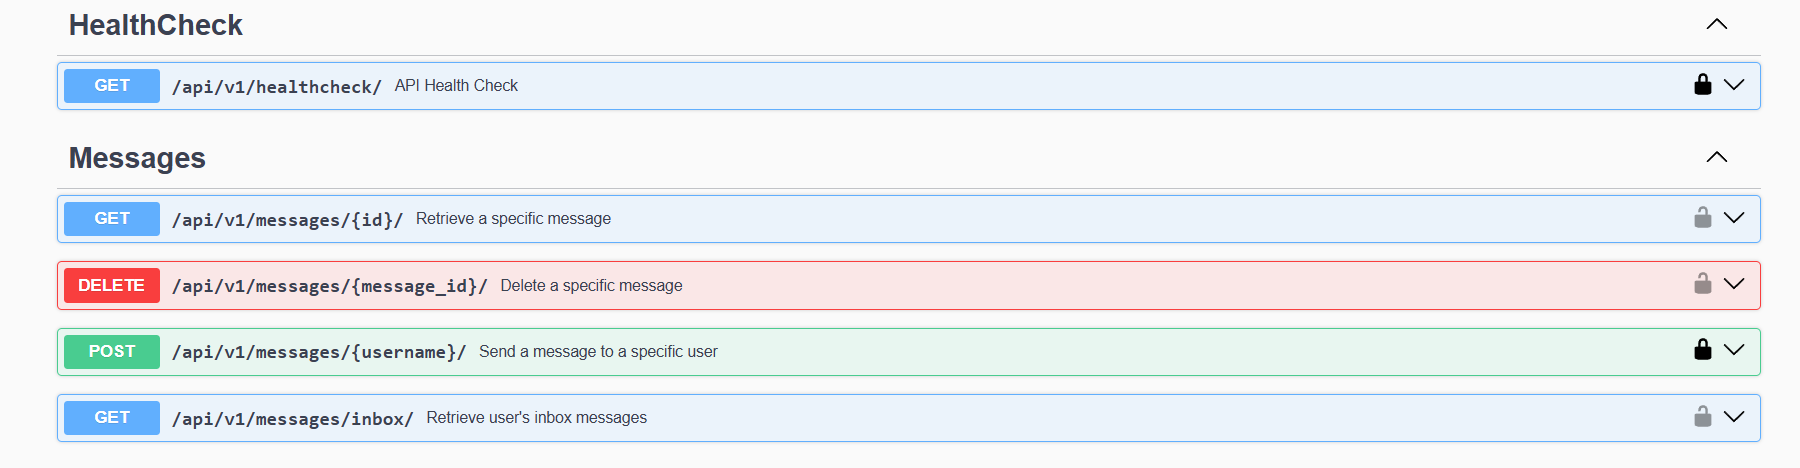 HealthCheck
GET /api/v1/healthcheck/ API Health Check
Messages
GET /api/v1/messages/{id}/ Retrieve a specific message
DELETE /api/v1/messages/{message_id}/ Delete a specific message
POST /api/v1/messages/{username}/ Send a message to a specific user
GET /api/v1/messages/inbox/ Retrieve user's inbox messages